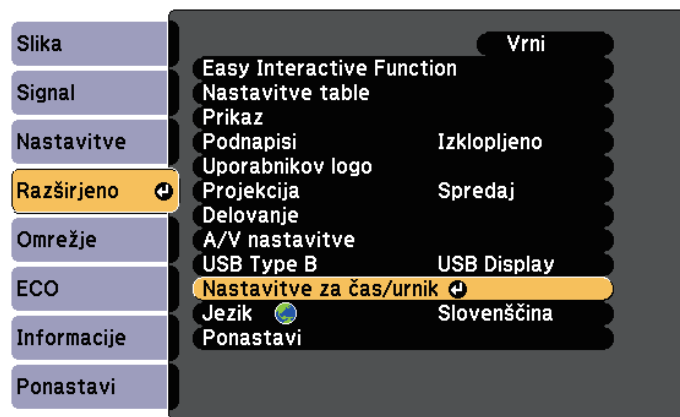 Slika
Signal
Nastavitve
Razširjeno
Omrežje
ECO
Informacije
Ponastavi
Vrni
Easy Interactive Function
Nastavitve table
Prikaz
Podnapisi Izklopljeno
Uporabnikov logo
Projekcija Spredaj
Delovanje
A/V nastavitve
USB Type B USB Display
Nastavitve za čas/urnik
Jezik Slovenščina
Ponastavi